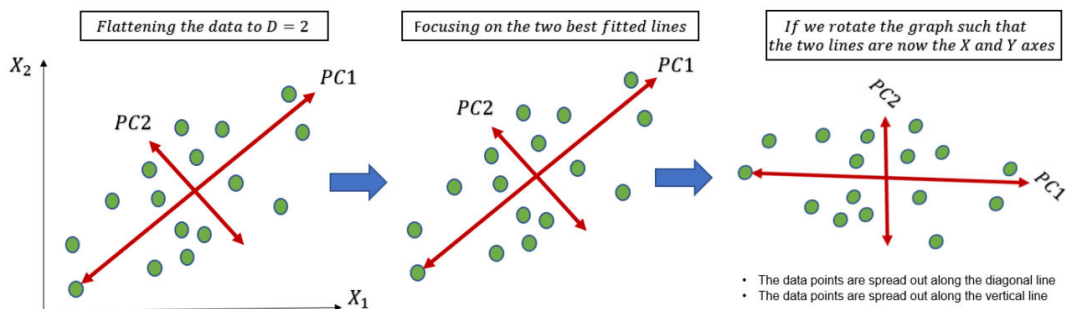 Flattening the data to D = 2
X₂
PC1
PC2
X₁
Focusing on the two best fitted lines
PC1
PC2
If we rotate the graph such that
the two lines are now the X and Y axes
PC2
PC1
• The data points are spread out along the diagonal line
• The data points are spread out along the vertical line